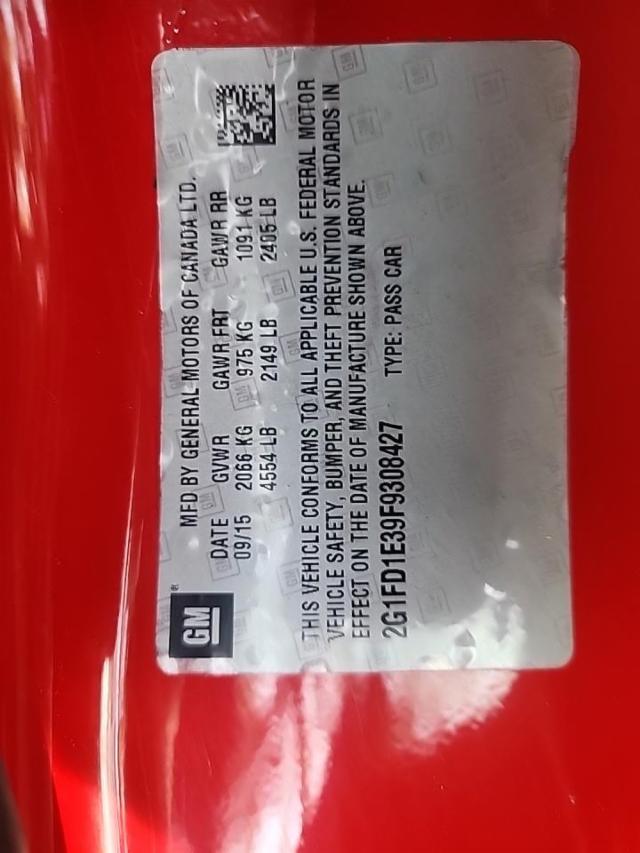 GM®
MFD BY GENERAL MOTORS OF CANADA LTD.
DATE GVWR GAWR FRT GAWR RR
09/15 2066 KG 975 KG 1091 KG
4554 LB 2149 LB 2405 LB
THIS VEHICLE CONFORMS TO ALL APPLICABLE U.S. FEDERAL MOTOR
VEHICLE SAFETY, BUMPER, AND THEFT PREVENTION STANDARDS IN
EFFECT ON THE DATE OF MANUFACTURE SHOWN ABOVE.
2G1FD1E39F9308427 TYPE: PASS CAR